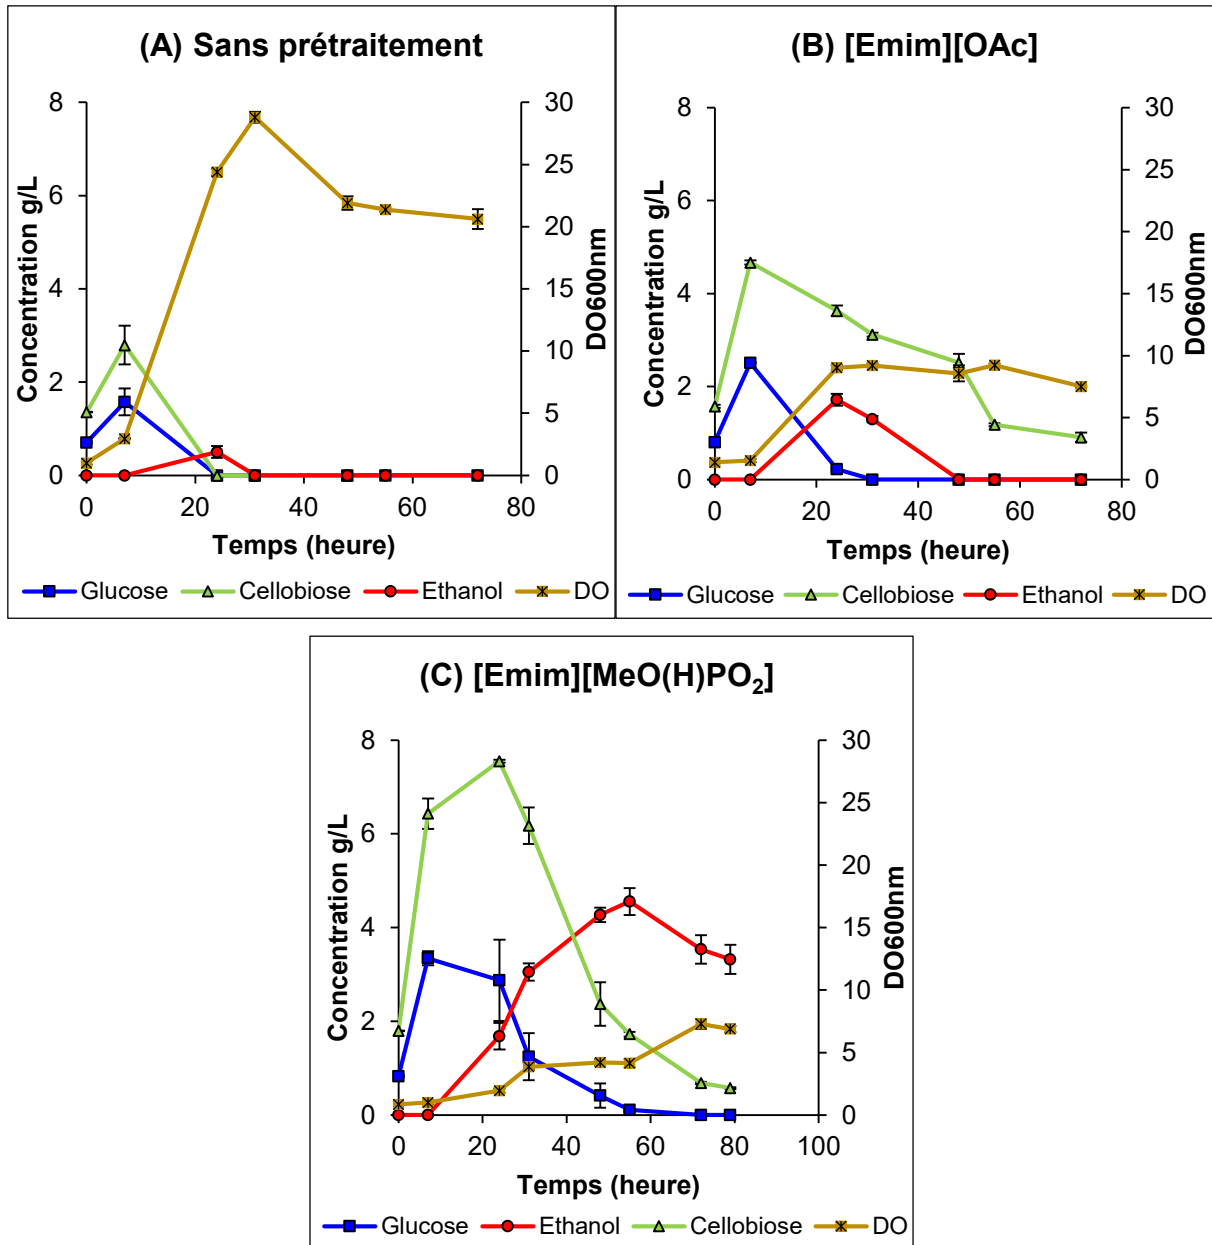 (A) Sans prétraitement
8
6
4
2
0
30
25
20
15
10
5
0
0 20 40 60 80
Concentration g/L
DO600nm
Temps (heure)
Glucose Cellobiose Ethanol DO
(B) [Emim][OAc]
8
6
4
2
0
30
25
20
15
10
5
0
0 20 40 60 80
Concentration g/L
DO600nm
Temps (heure)
Glucose Cellobiose Ethanol DO
(C) [Emim][MeO(H)PO₂]
8
6
4
2
0
30
25
20
15
10
5
0
0 20 40 60 80 100
Concentration g/L
DO600nm
Temps (heure)
Glucose Ethanol Cellobiose DO